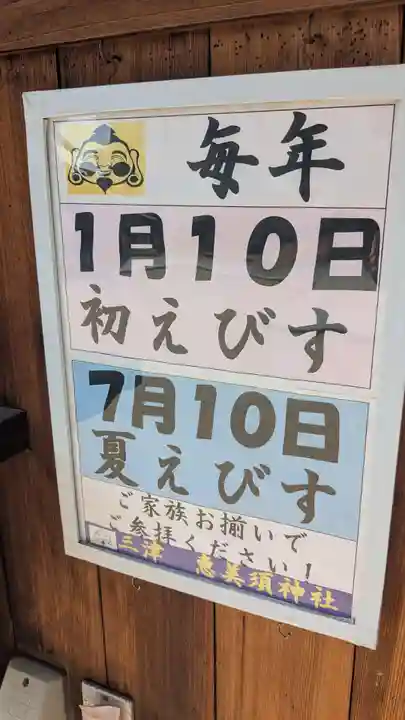 毎年
1月10日
初えびす
7月10日
夏えびす
ご家族お揃いで
ご参拝ください!
三津 恵美須神社